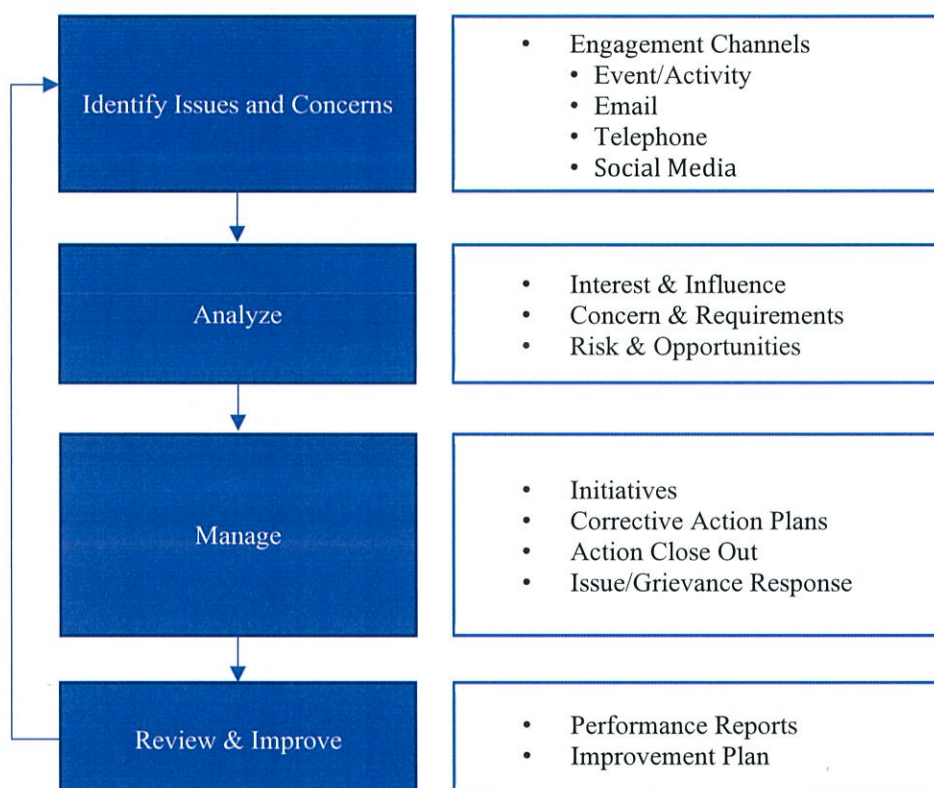 Identify Issues and Concerns
• Engagement Channels
• Event/Activity
• Email
• Telephone
• Social Media
Analyze
• Interest & Influence
• Concern & Requirements
• Risk & Opportunities
Manage
• Initiatives
• Corrective Action Plans
• Action Close Out
• Issue/Grievance Response
Review & Improve
• Performance Reports
• Improvement Plan